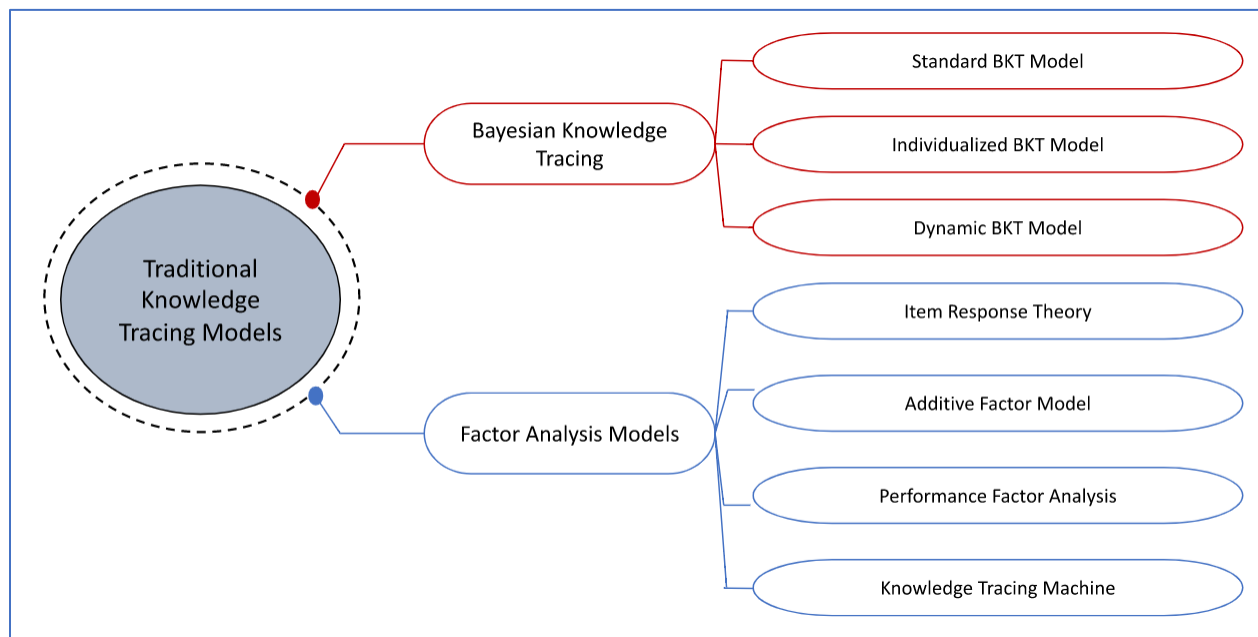 Traditional
Knowledge
Tracing Models
Bayesian Knowledge
Tracing
Standard BKT Model
Individualized BKT Model
Dynamic BKT Model
Factor Analysis Models
Item Response Theory
Additive Factor Model
Performance Factor Analysis
Knowledge Tracing Machine